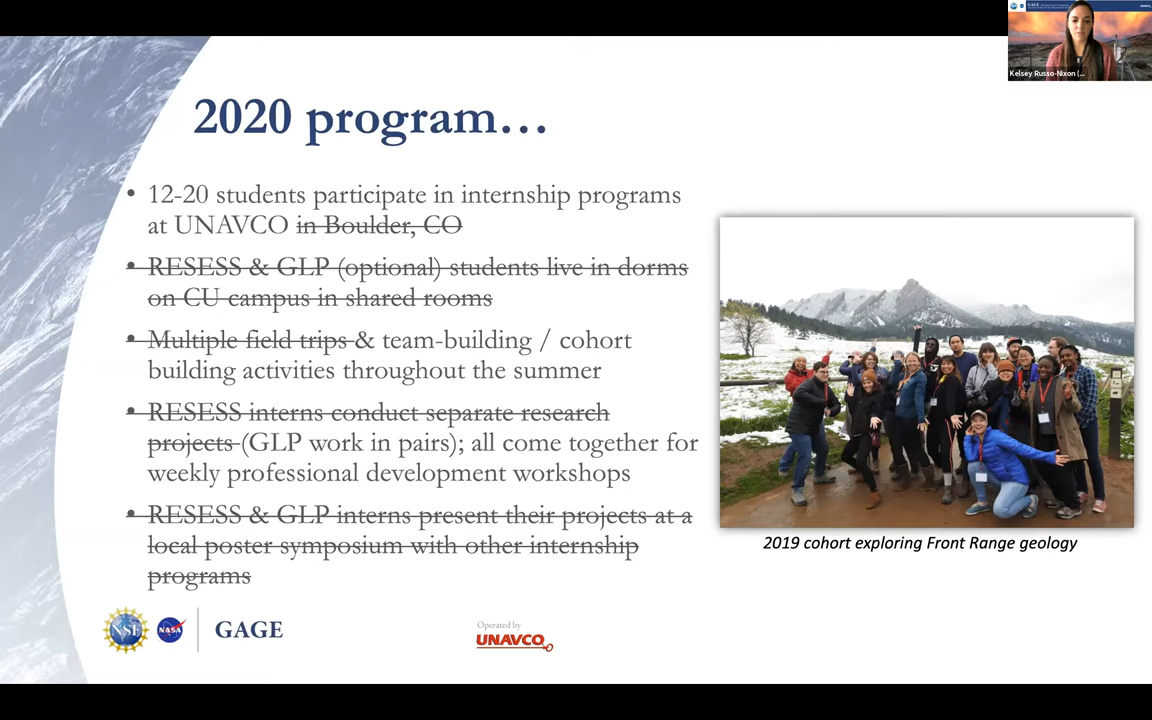 GAGE
Kelsey Russo-Nixon (...
2020 program…
• 12-20 students participate in internship programs
at UNAVCO in Boulder, CO
• RESESS & GLP (optional) students live in dorms
on CU campus in shared rooms
• Multiple field trips & team-building / cohort
building activities throughout the summer
• RESESS interns conduct separate research
projects (GLP work in pairs); all come together for
weekly professional development workshops
• RESESS & GLP interns present their projects at a
local poster symposium with other internship
programs
2019 cohort exploring Front Range geology
NSF NASA GAGE
Operated by
UNAVCO